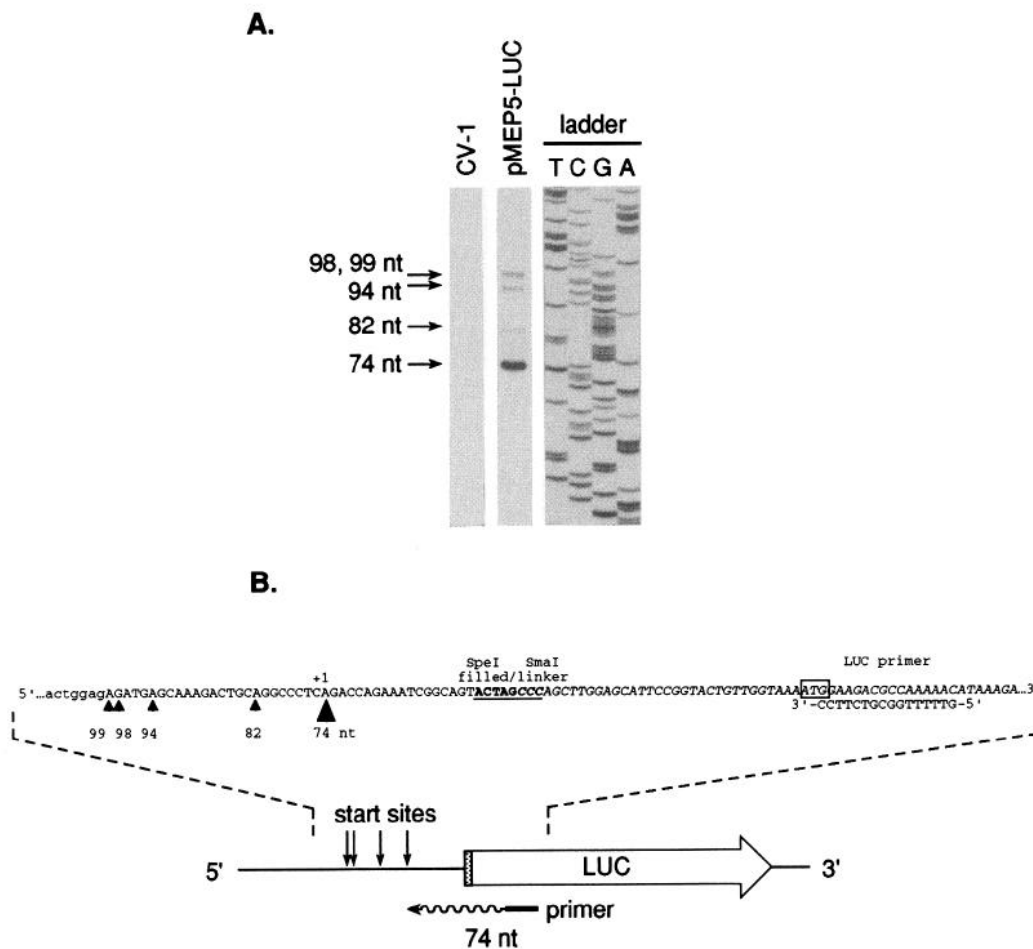 A.
CV-1
pMEP5-LUC
ladder
T C G A
98, 99 nt
94 nt
82 nt
74 nt
B.
SpeI SmaI
+1 filled/linker LUC primer
5'...actggagAGATGAGCAAAGACTGCAGGCCCTCAGACCAGAAATCGGCAGTACTAGCCCAGCTTGGAGCATTCCGGTACTGTTGGTAAAATGGAAGACGCCAAAAACATAAAGA...3
3'-CCTTCTGCGGTTTTTG-5'
99 98 94 82 74 nt
start sites
5' LUC 3'
primer
74 nt